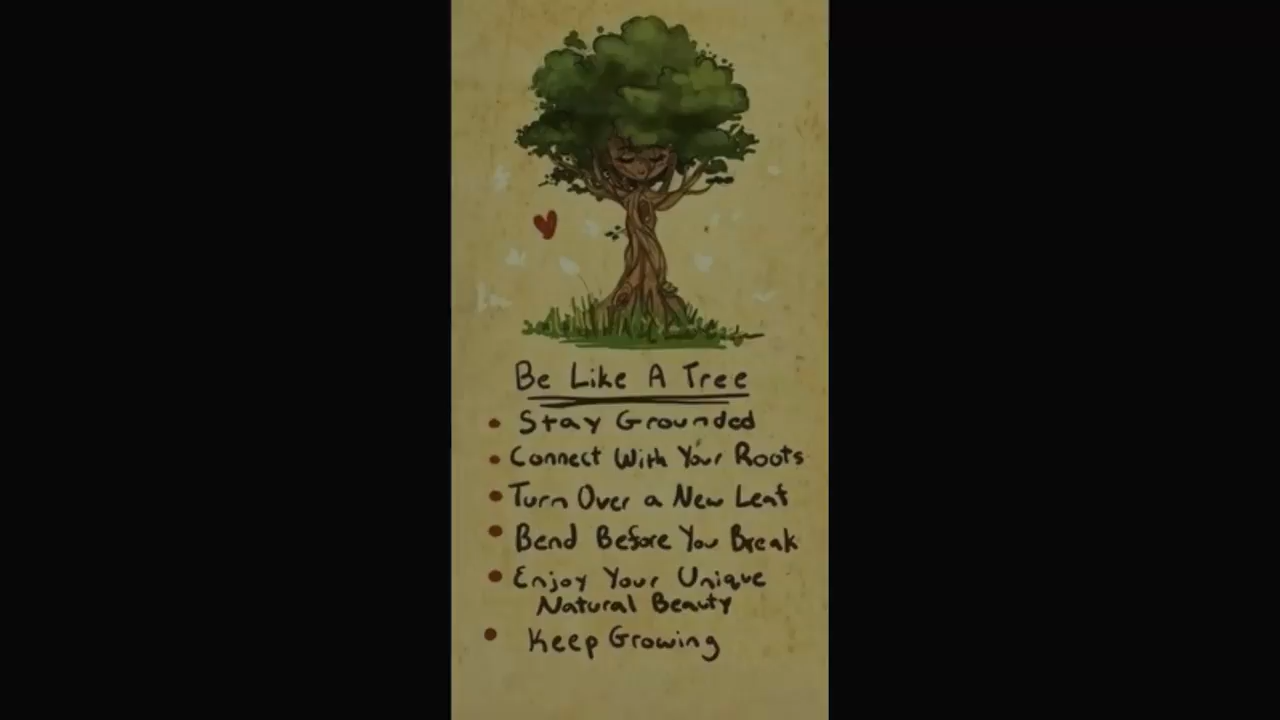 Be Like A Tree
• Stay Grounded
• Connect With Your Roots
• Turn Over a New Leaf
• Bend Before You Break
• Enjoy Your Unique
Natural Beauty
• Keep Growing